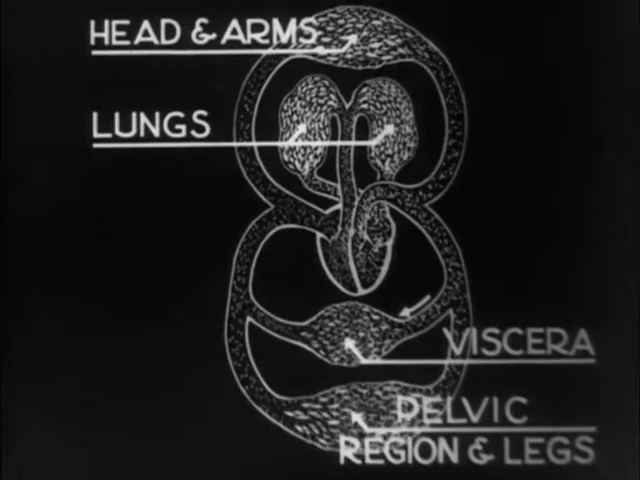 HEAD & ARMS
LUNGS
VISCERA
PELVIC
REGION & LEGS